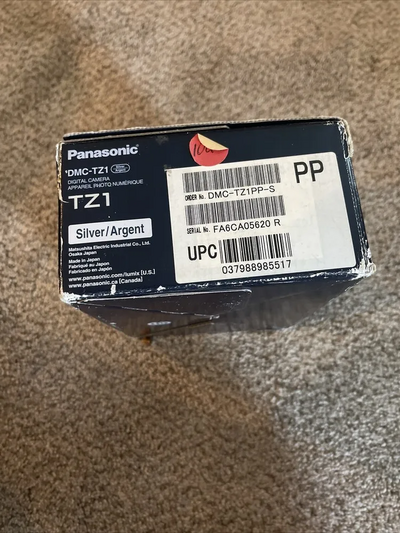 Panasonic
DMC-TZ1
DIGITAL CAMERA
APPAREIL PHOTO NUMÉRIQUE
TZ1
Silver/Argent
Matsushita Electric Industrial Co., Ltd.
Osaka Japan
Made in Japan
Fabriqué au Japon
Fabricado en Japón
www.panasonic.com/lumix [U.S.]
www.panasonic.ca [Canada]
PP
ORDER No. DMC-TZ1PP-S
SERIAL No. FA6CA05620 R
UPC
037988985517